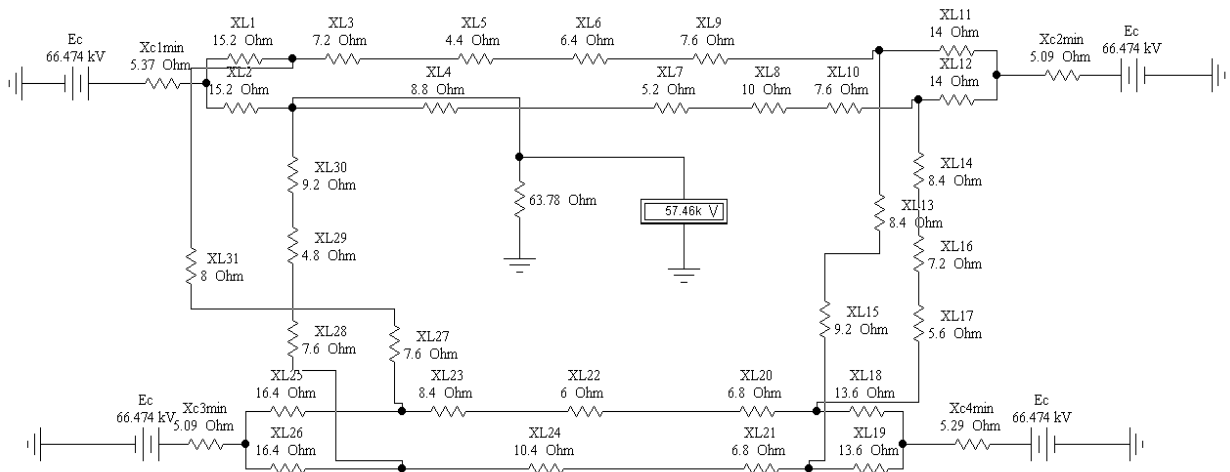 Ec
66.474 kV
Xc1min
5.37 Ohm
XL1
15.2 Ohm
XL3
7.2 Ohm
XL5
4.4 Ohm
XL6
6.4 Ohm
XL9
7.6 Ohm
XL11
14 Ohm
Xc2min
5.09 Ohm
Ec
66.474 kV
XL2
15.2 Ohm
XL4
8.8 Ohm
XL7
5.2 Ohm
XL8
10 Ohm
XL10
7.6 Ohm
XL12
14 Ohm
XL30
9.2 Ohm
63.78 Ohm
57.46k V
XL14
8.4 Ohm
XL13
8.4 Ohm
XL29
4.8 Ohm
XL31
8 Ohm
XL16
7.2 Ohm
XL28
7.6 Ohm
XL27
7.6 Ohm
XL15
9.2 Ohm
XL17
5.6 Ohm
XL25
16.4 Ohm
XL23
8.4 Ohm
XL22
6 Ohm
XL20
6.8 Ohm
XL18
13.6 Ohm
Ec
66.474 kV
Xc3min
5.09 Ohm
XL26
16.4 Ohm
XL24
10.4 Ohm
XL21
6.8 Ohm
XL19
13.6 Ohm
Xc4min
5.29 Ohm
Ec
66.474 kV